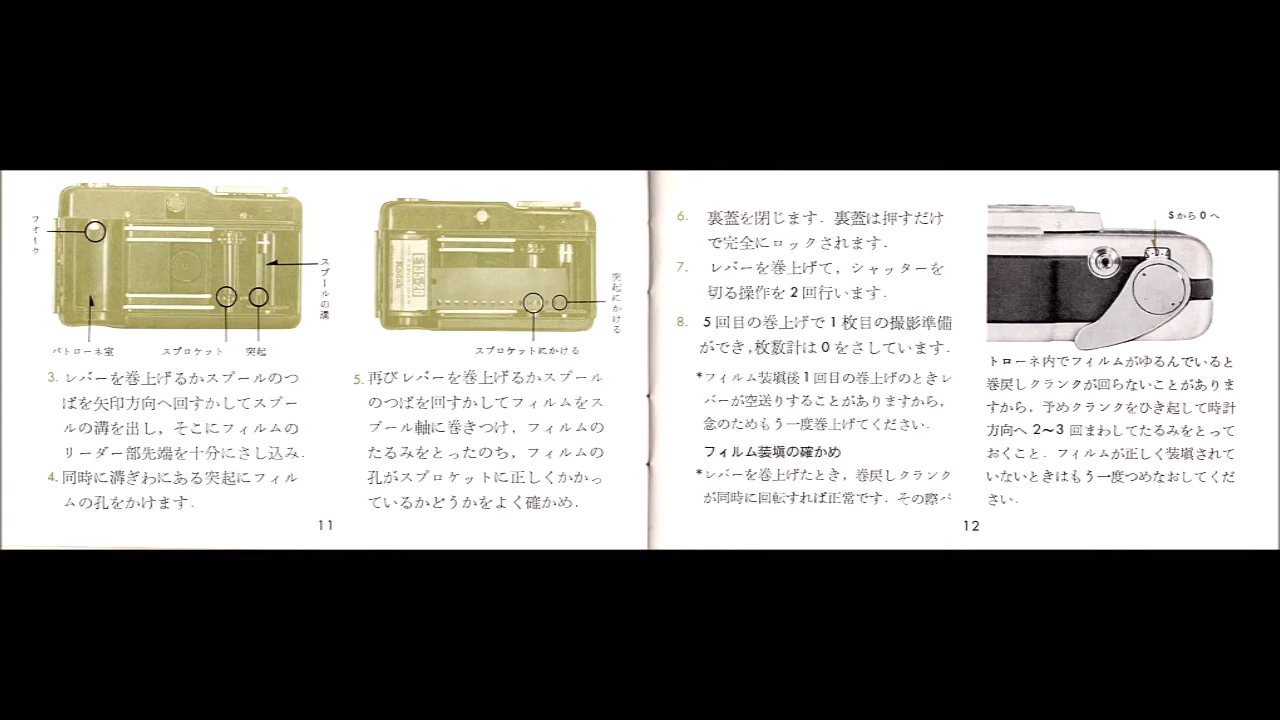 フォーク
スプールの溝
パトローネ室
スプロケット
突起
3. レバーを巻上げるかスプールのつ
ばを矢印方向へ回すかしてスプー
ルの溝を出し，そこにフィルムの
リーダー部先端を十分にさし込み．
4. 同時に溝ぎわにある突起にフィル
ムの孔をかけます．
Kodak
突起にかける
スプロケットにかける
5. 再びレバーを巻上げるかスプール
のつばを回すかしてフィルムをス
プール軸に巻きつけ，フィルムの
たるみをとったのち，フィルムの
孔がスプロケットに正しくかかっ
ているかどうかをよく確かめ．
11
6. 裏蓋を閉じます．裏蓋は押すだけ
で完全にロックされます．
7. レバーを巻上げて，シャッターを
切る操作を2回行います．
8. 5回目の巻上げで1枚目の撮影準備
ができ，枚数計は0をさしています．
*フィルム装塡後1回目の巻上げのときレ
バーが空送りすることがありますから，
念のためもう一度巻上げてください．
フィルム装塡の確かめ
*レバーを巻上げたとき，巻戻しクランク
が同時に回転すれば正常です．その際パ
Sから0へ
トローネ内でフィルムがゆるんでいると
巻戻しクランクが回らないことがありま
すから，予めクランクをひき起して時計
方向へ2〜3回まわしてたるみをとって
おくこと．フィルムが正しく装塡されて
いないときはもう一度つめなおしてくだ
さい．
12